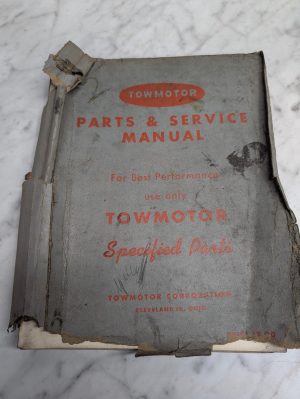 TOWMOTOR
PARTS & SERVICE
MANUAL
For Best Performance
use only
TOWMOTOR
Specified Parts
TOWMOTOR CORPORATION
CLEVELAND 10, OHIO